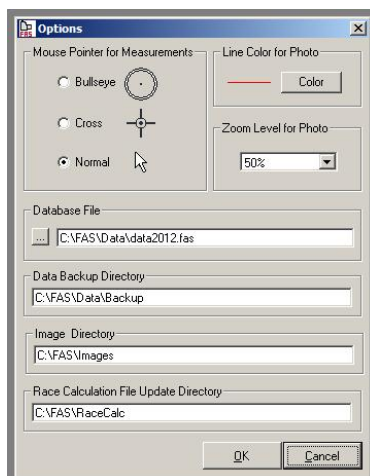 FAS Options
Mouse Pointer for Measurements
Bullseye
Cross
Normal
Line Color for Photo
Color
Zoom Level for Photo
50%
Database File
... C:\FAS\Data\data2012.fas
Data Backup Directory
C:\FAS\Data\Backup
Image Directory
C:\FAS\Images
Race Calculation File Update Directory
C:\FAS\RaceCalc
OK Cancel